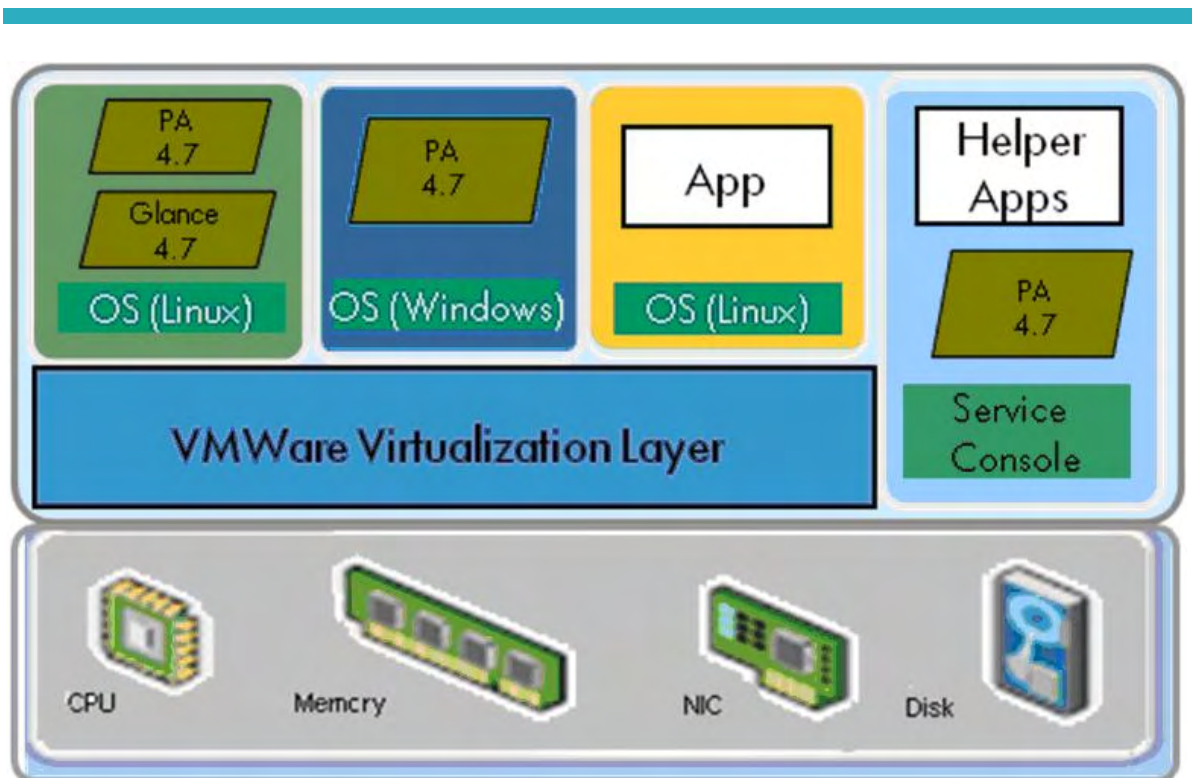 PA
4.7
Glance
4.7
OS (Linux)
PA
4.7
OS (Windows)
App
OS (Linux)
Helper
Apps
PA
4.7
Service
Console
VMWare Virtualization Layer
CPU
Memcry
NIC
Disk